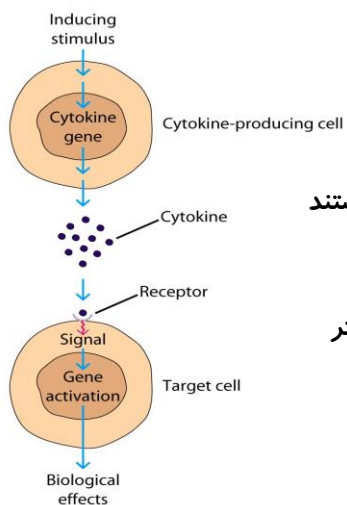 Inducing
stimulus
Cytokine
gene
Cytokine-producing cell
Cytokine
Receptor
Signal
Gene
activation
Target cell
Biological
effects